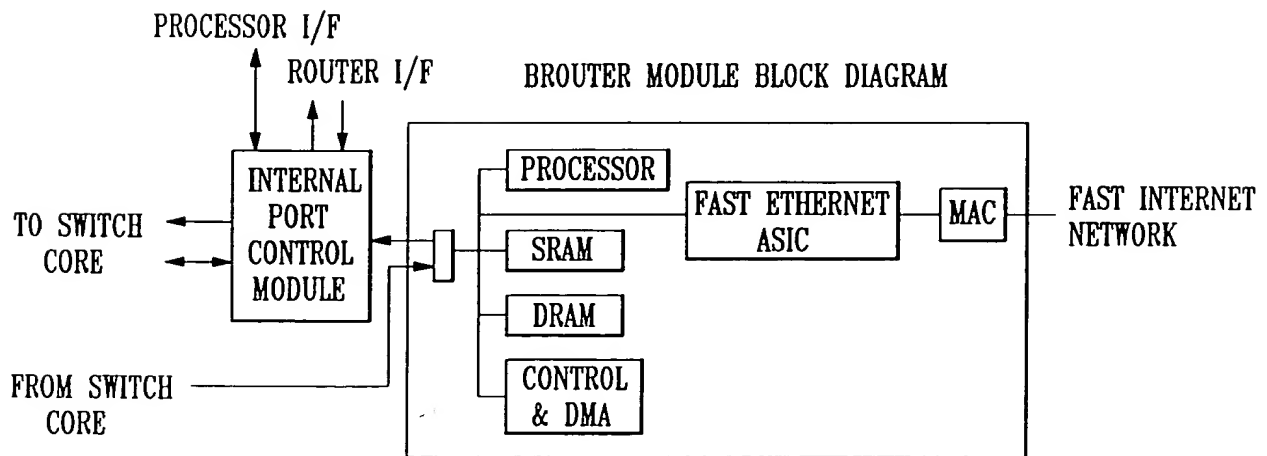 PROCESSOR I/F
ROUTER I/F
BROUTER MODULE BLOCK DIAGRAM
INTERNAL
PORT
CONTROL
MODULE
TO SWITCH
CORE
FROM SWITCH
CORE
PROCESSOR
SRAM
DRAM
CONTROL
& DMA
FAST ETHERNET
ASIC
MAC
FAST INTERNET
NETWORK